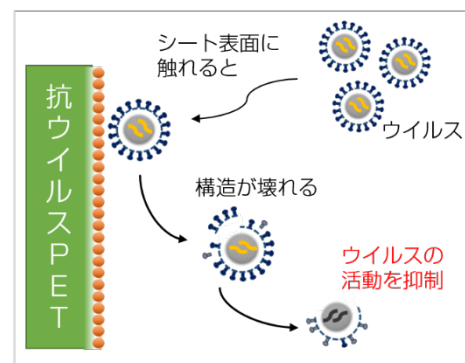 シート表面に
触れると
ウイルス
抗ウイルスPET
構造が壊れる
ウイルスの
活動を抑制